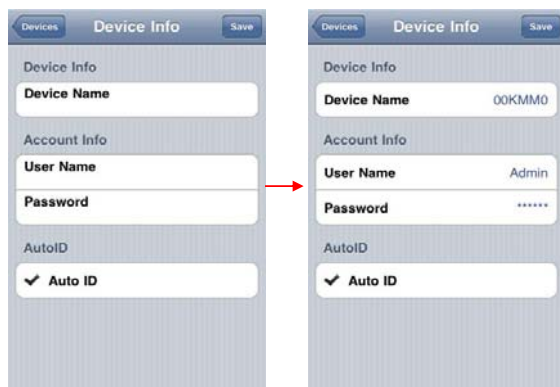 Devices Device Info Save
Device Info
Device Name
Account Info
User Name
Password
AutoID
Auto ID
Devices Device Info Save
Device Info
Device Name 00KMM0
Account Info
User Name Admin
Password ******
AutoID
Auto ID